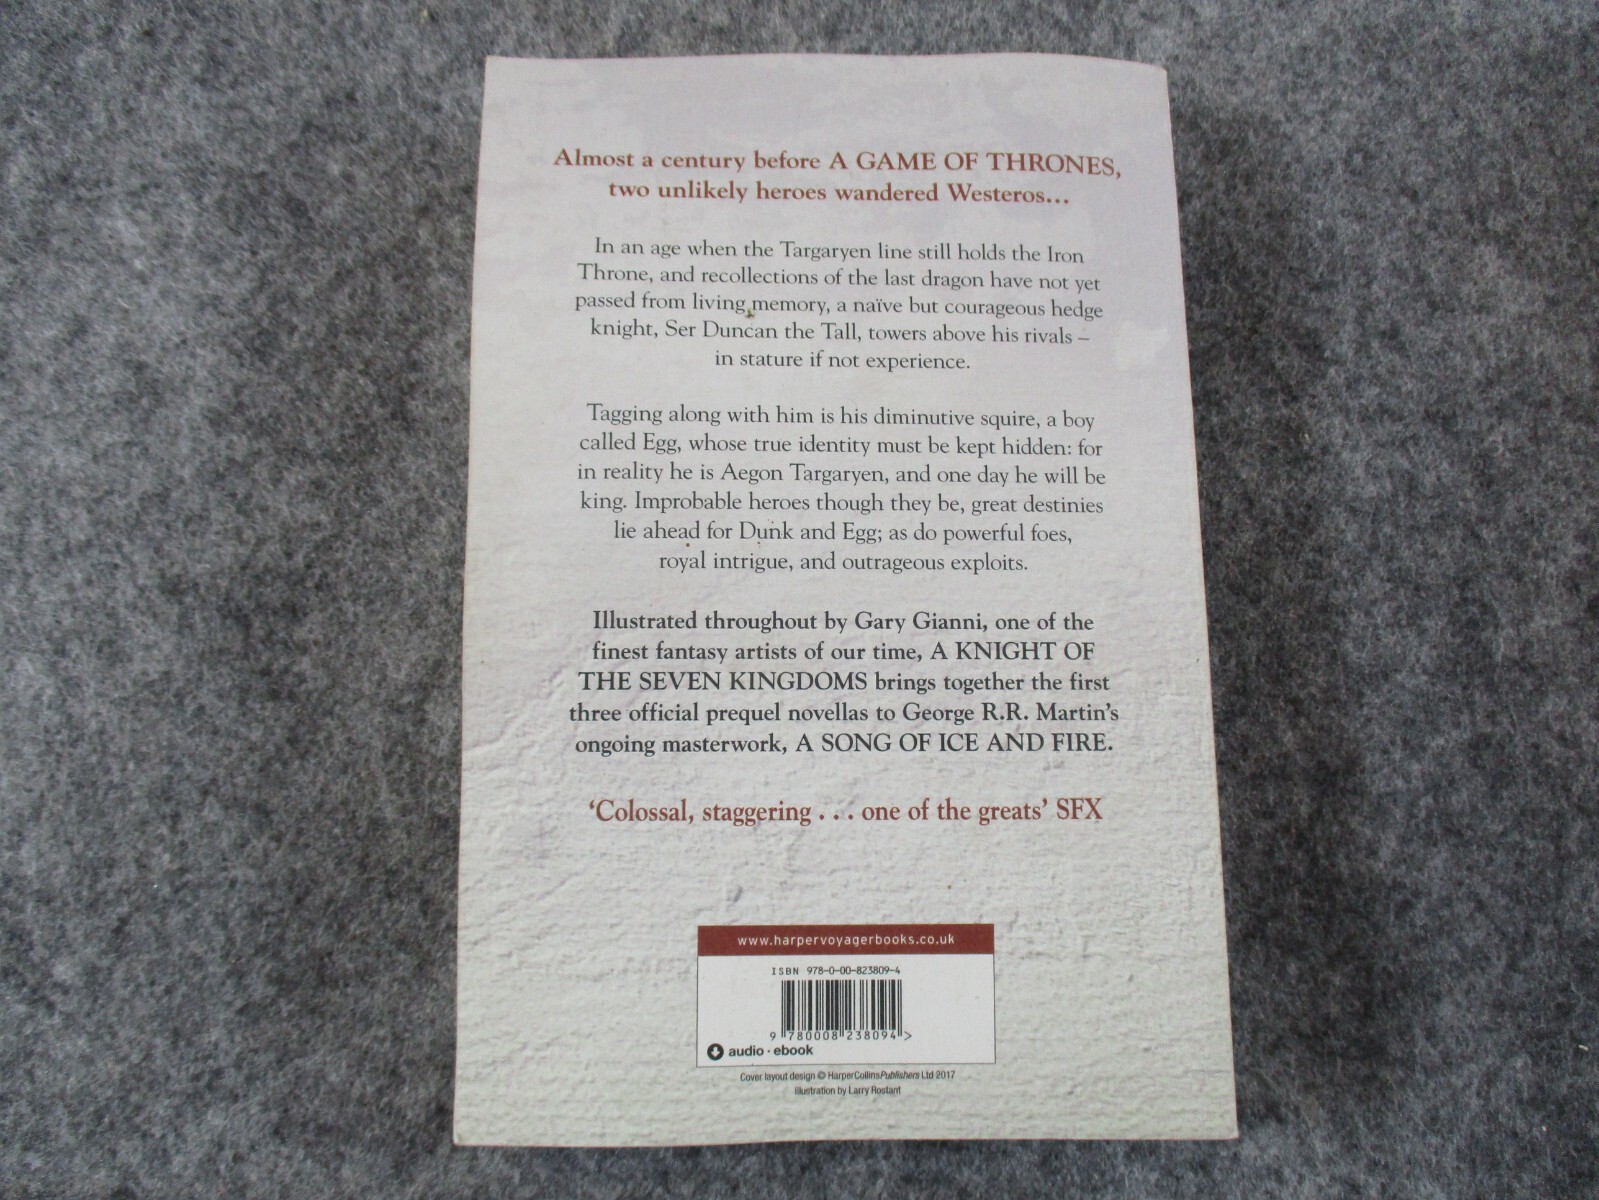 Almost a century before A GAME OF THRONES,
two unlikely heroes wandered Westeros...
In an age when the Targaryen line still holds the Iron
Throne, and recollections of the last dragon have not yet
passed from living memory, a naïve but courageous hedge
knight, Ser Duncan the Tall, towers above his rivals –
in stature if not experience.
Tagging along with him is his diminutive squire, a boy
called Egg, whose true identity must be kept hidden: for
in reality he is Aegon Targaryen, and one day he will be
king. Improbable heroes though they be, great destinies
lie ahead for Dunk and Egg; as do powerful foes,
royal intrigue, and outrageous exploits.
Illustrated throughout by Gary Gianni, one of the
finest fantasy artists of our time, A KNIGHT OF
THE SEVEN KINGDOMS brings together the first
three official prequel novellas to George R.R. Martin's
ongoing masterwork, A SONG OF ICE AND FIRE.
'Colossal, staggering . . . one of the greats' SFX
www.harpervoyagerbooks.co.uk
ISBN 978-0-00-823809-4
9 780008 238094 >
audio · ebook
Cover layout design © HarperCollinsPublishers Ltd 2017
Illustration by Larry Rostant